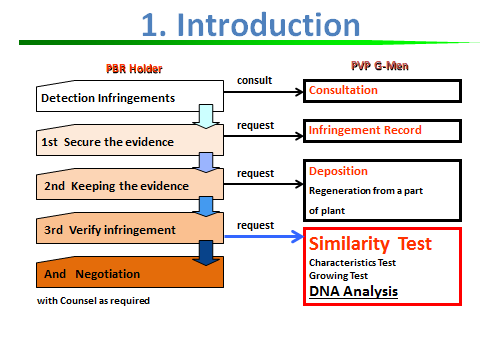 1. Introduction
PBR Holder
PVP G-Men
Detection Infringements
consult
Consultation
1st Secure the evidence
request
Infringement Record
2nd Keeping the evidence
request
Deposition
Regeneration from a part
of plant
3rd Verify infringement
request
Similarity Test
Characteristics Test
Growing Test
DNA Analysis
And Negotiation
with Counsel as required